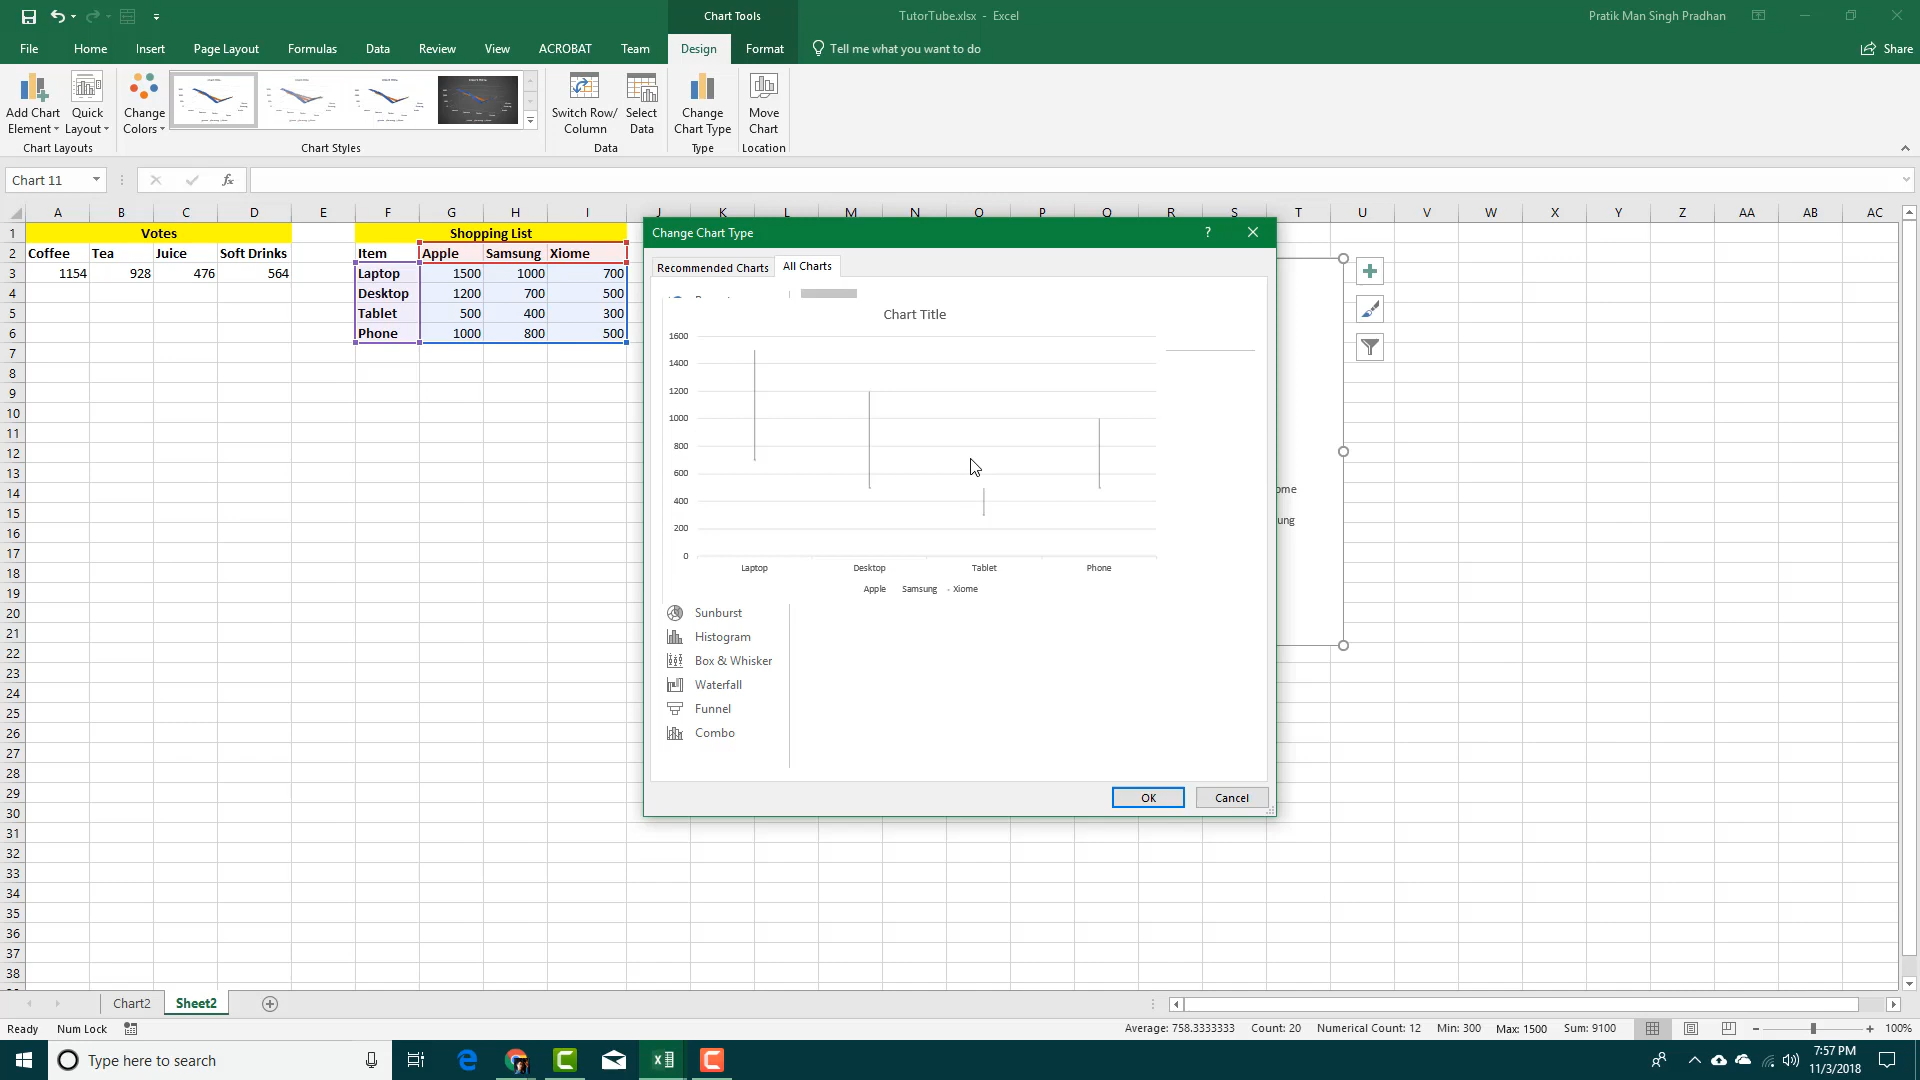 Chart Tools
TutorTube.xlsx - Excel
Pratik Man Singh Pradhan
File Home Insert Page Layout Formulas Data Review View ACROBAT Team Design Format Tell me what you want to do Share
Add Chart Element
Quick Layout
Change Colors
Switch Row/ Column
Select Data
Change Chart Type
Move Chart
Chart Layouts Chart Styles Data Type Location
Chart 11
fx
A B C D E F G H I J K L M N O P Q R S T U V W X Y Z AA AB AC
1 Votes Shopping List
2 Coffee Tea Juice Soft Drinks Item Apple Samsung Xiome
3 1154 928 476 564 Laptop 1500 1000 700
4 Desktop 1200 700 500
5 Tablet 500 400 300
6 Phone 1000 800 500
7
8
9
10
11
12
13
14
15
16
17
18
19
20
21
22
23
24
25
26
27
28
29
30
31
32
33
34
35
36
37
38
Change Chart Type ?
Recommended Charts All Charts
Chart Title
1600
1400
1200
1000
800
600
400
200
0
Laptop Desktop Tablet Phone
Apple Samsung Xiome
Sunburst
Histogram
Box & Whisker
Waterfall
Funnel
Combo
OK Cancel
ome
ung
Chart2 Sheet2
Ready Num Lock Average: 758.3333333 Count: 20 Numerical Count: 12 Min: 300 Max: 1500 Sum: 9100 100%
Type here to search
7:57 PM
11/3/2018